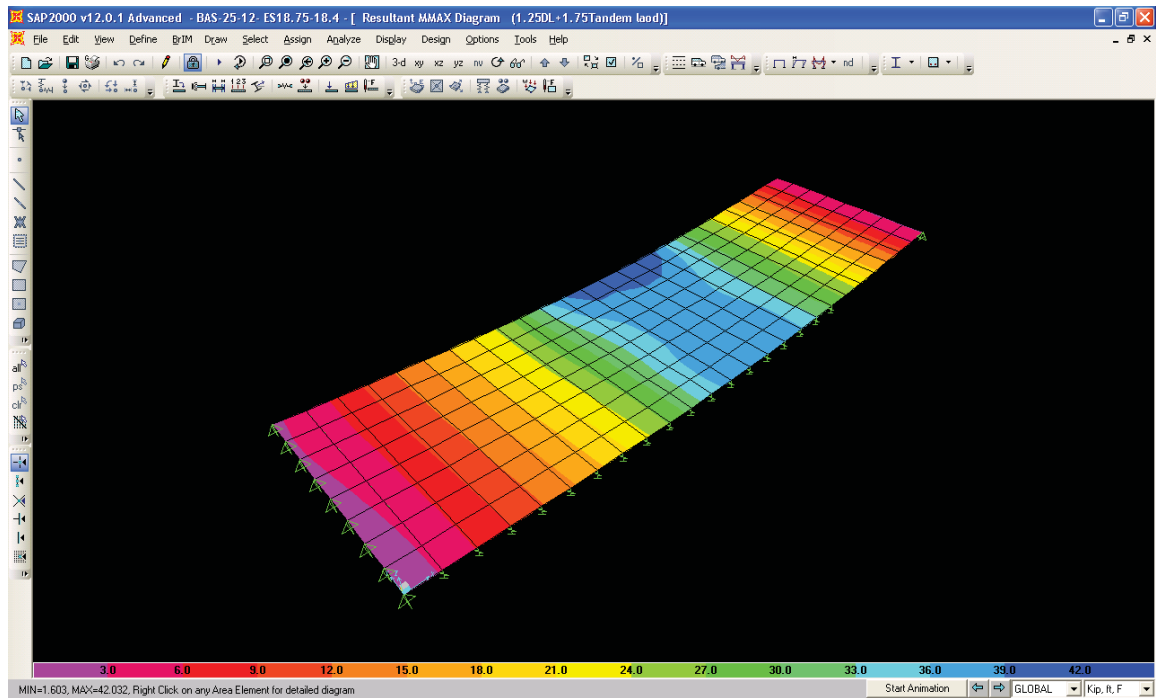 SAP2000 v12.0.1 Advanced - BAS-25-12- ES18.75-18.4 - [ Resultant MMAX Diagram (1.25DL+1.75Tandem laod)]
File Edit View Define BrIM Draw Select Assign Analyze Display Design Options Tools Help
3-d xy xz yz nv nd
all
ps
clr
3.0 6.0 9.0 12.0 15.0 18.0 21.0 24.0 27.0 30.0 33.0 36.0 39.0 42.0
MIN=1.603, MAX=42.032, Right Click on any Area Element for detailed diagram Start Animation GLOBAL Kip, ft, F